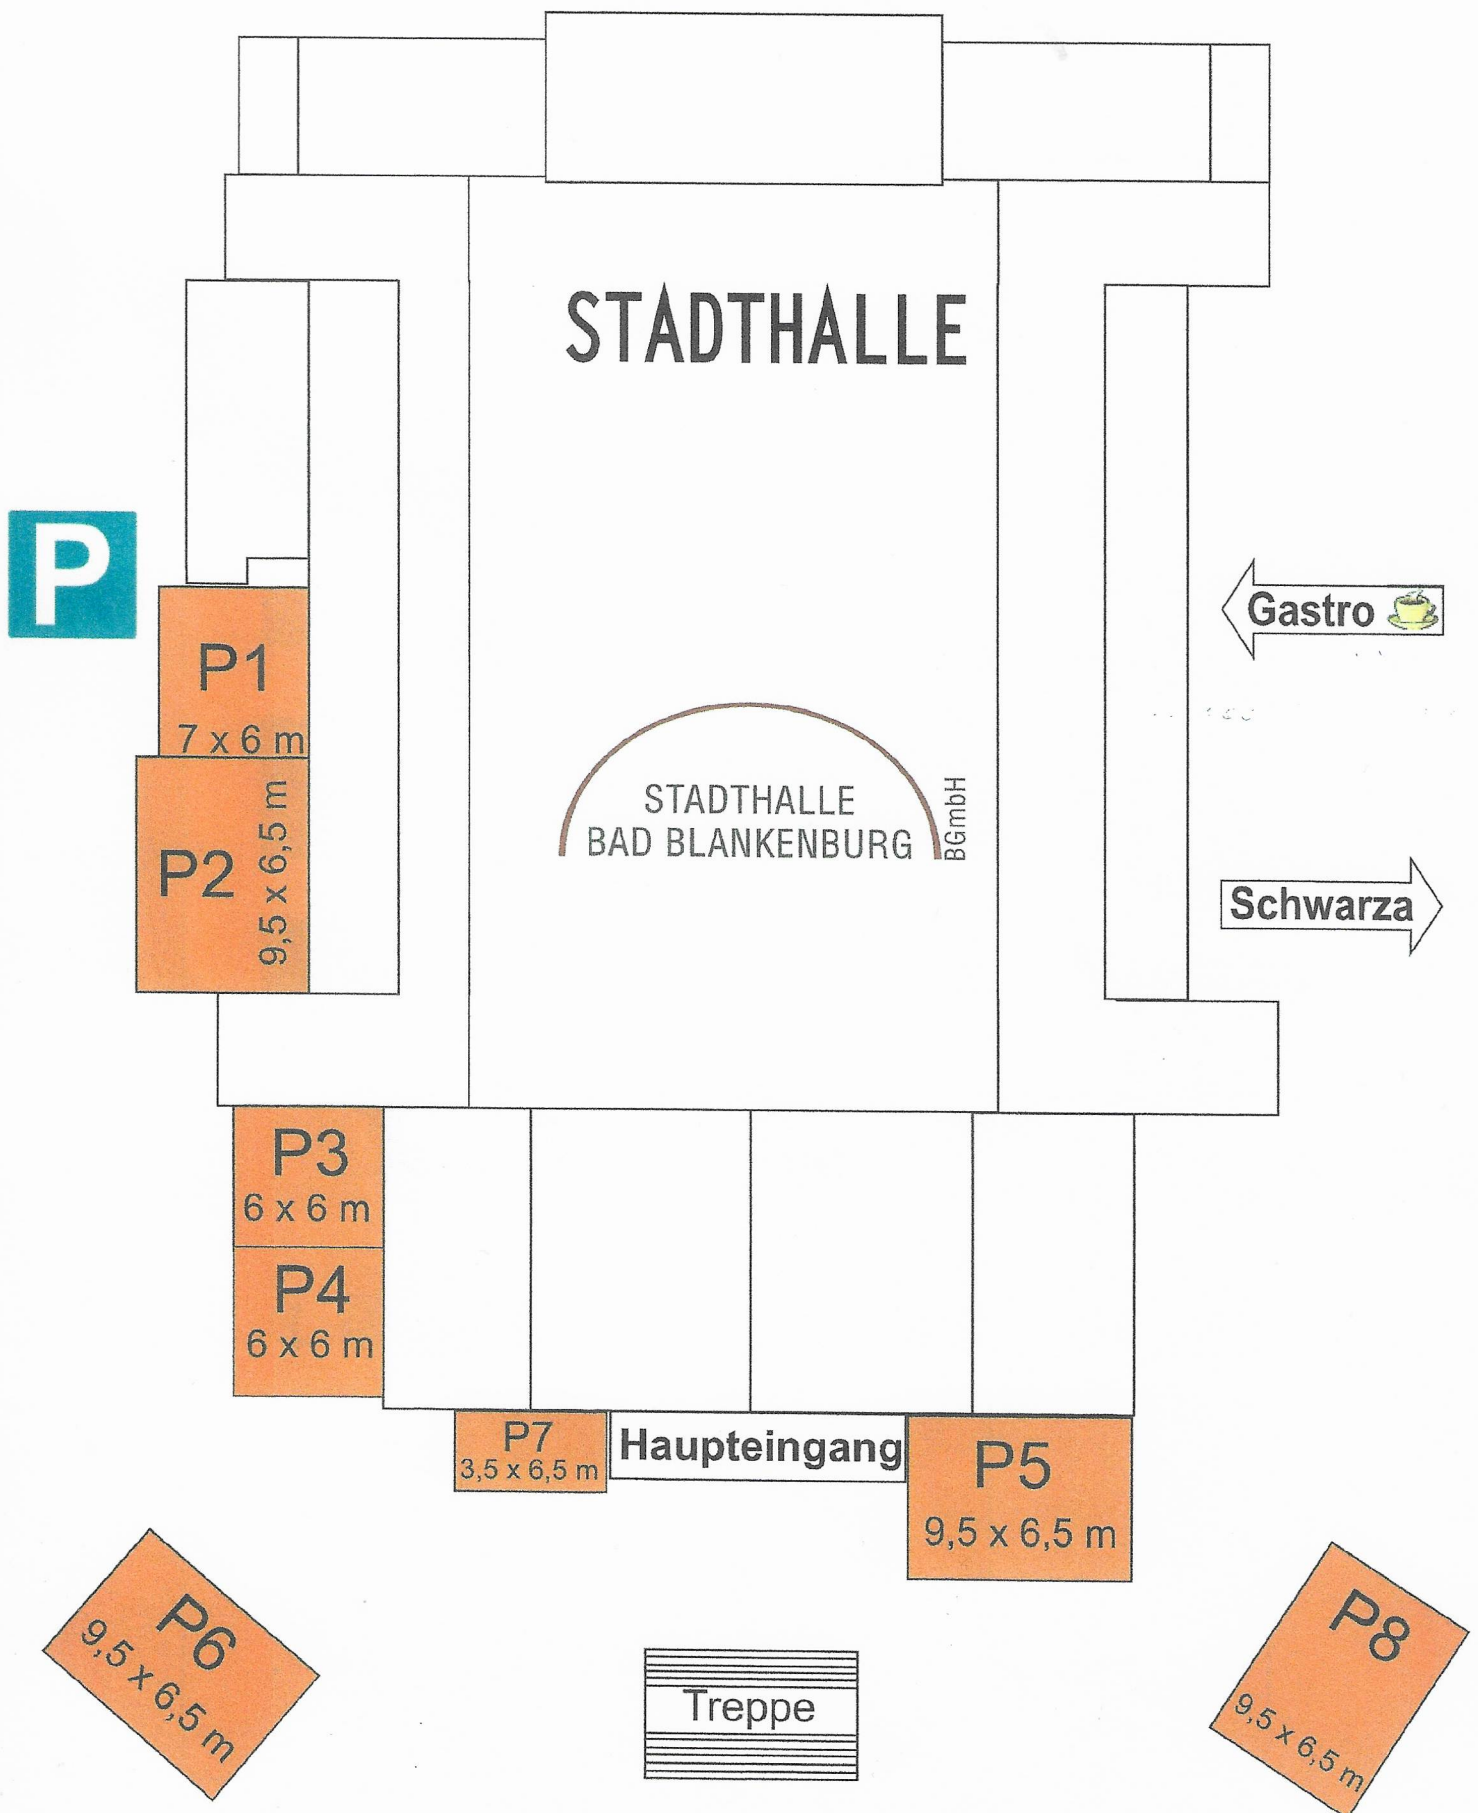 STADTHALLE
P
P1
7 x 6 m
Gastro
P2
9,5 x 6,5 m
STADTHALLE
BAD BLANKENBURG
BGmbH
Schwarza
P3
6 x 6 m
P4
6 x 6 m
P7
3,5 x 6,5 m
Haupteingang
P5
9,5 x 6,5 m
P6
9,5 x 6,5 m
Treppe
P8
9,5 x 6,5 m